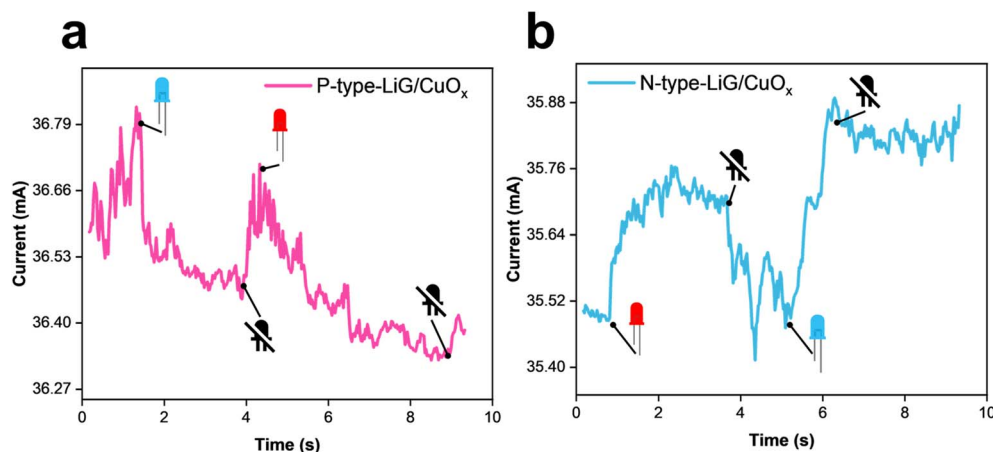 a
P-type-LiG/CuOx
Current (mA)
36.79
36.66
36.53
36.40
36.27
0 2 4 6 8 10
Time (s)
b
N-type-LiG/CuOx
Current (mA)
35.88
35.76
35.64
35.52
35.40
0 2 4 6 8 10
Time (s)